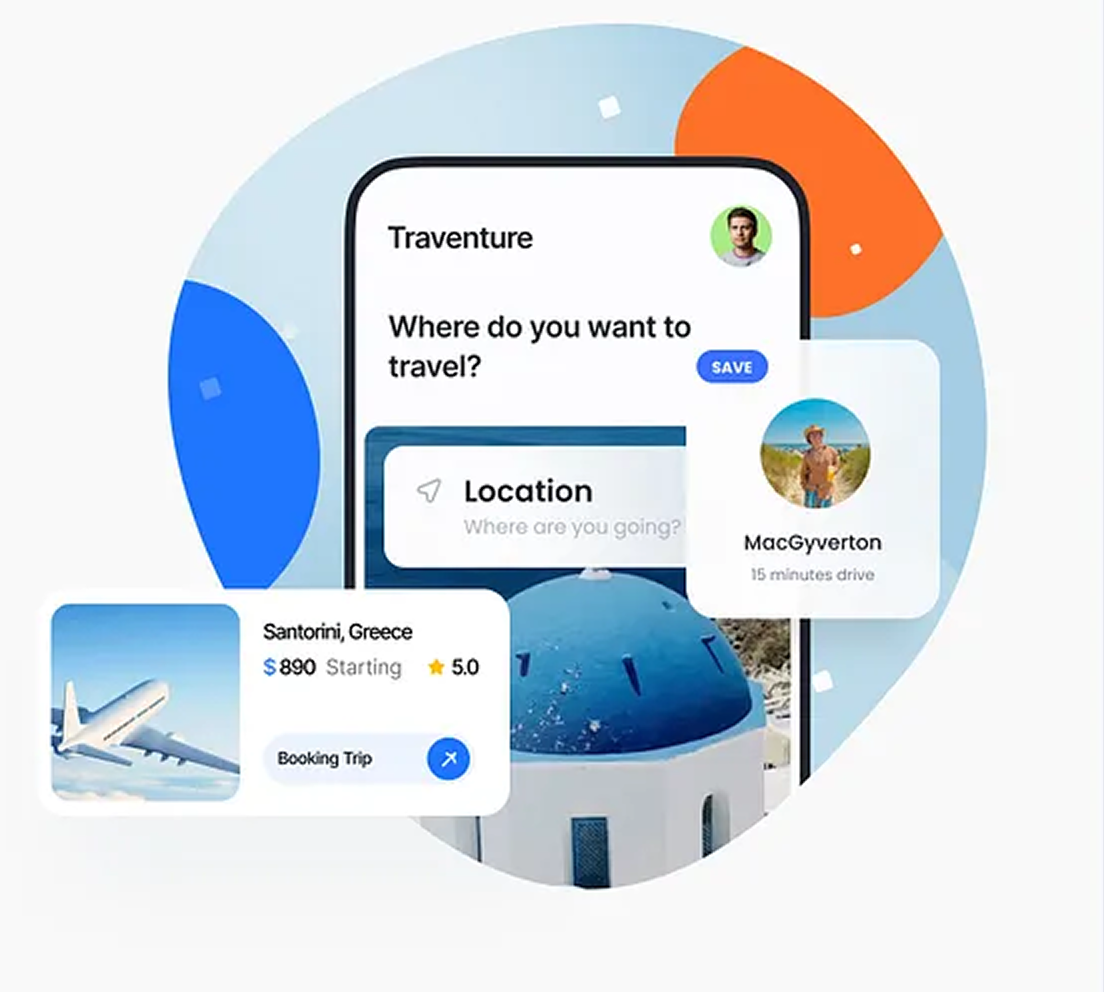 Traventure
Where do you want to
travel?
SAVE
Location
Where are you going?
MacGyverton
15 minutes drive
Santorini, Greece
$890 Starting
5.0
Booking Trip